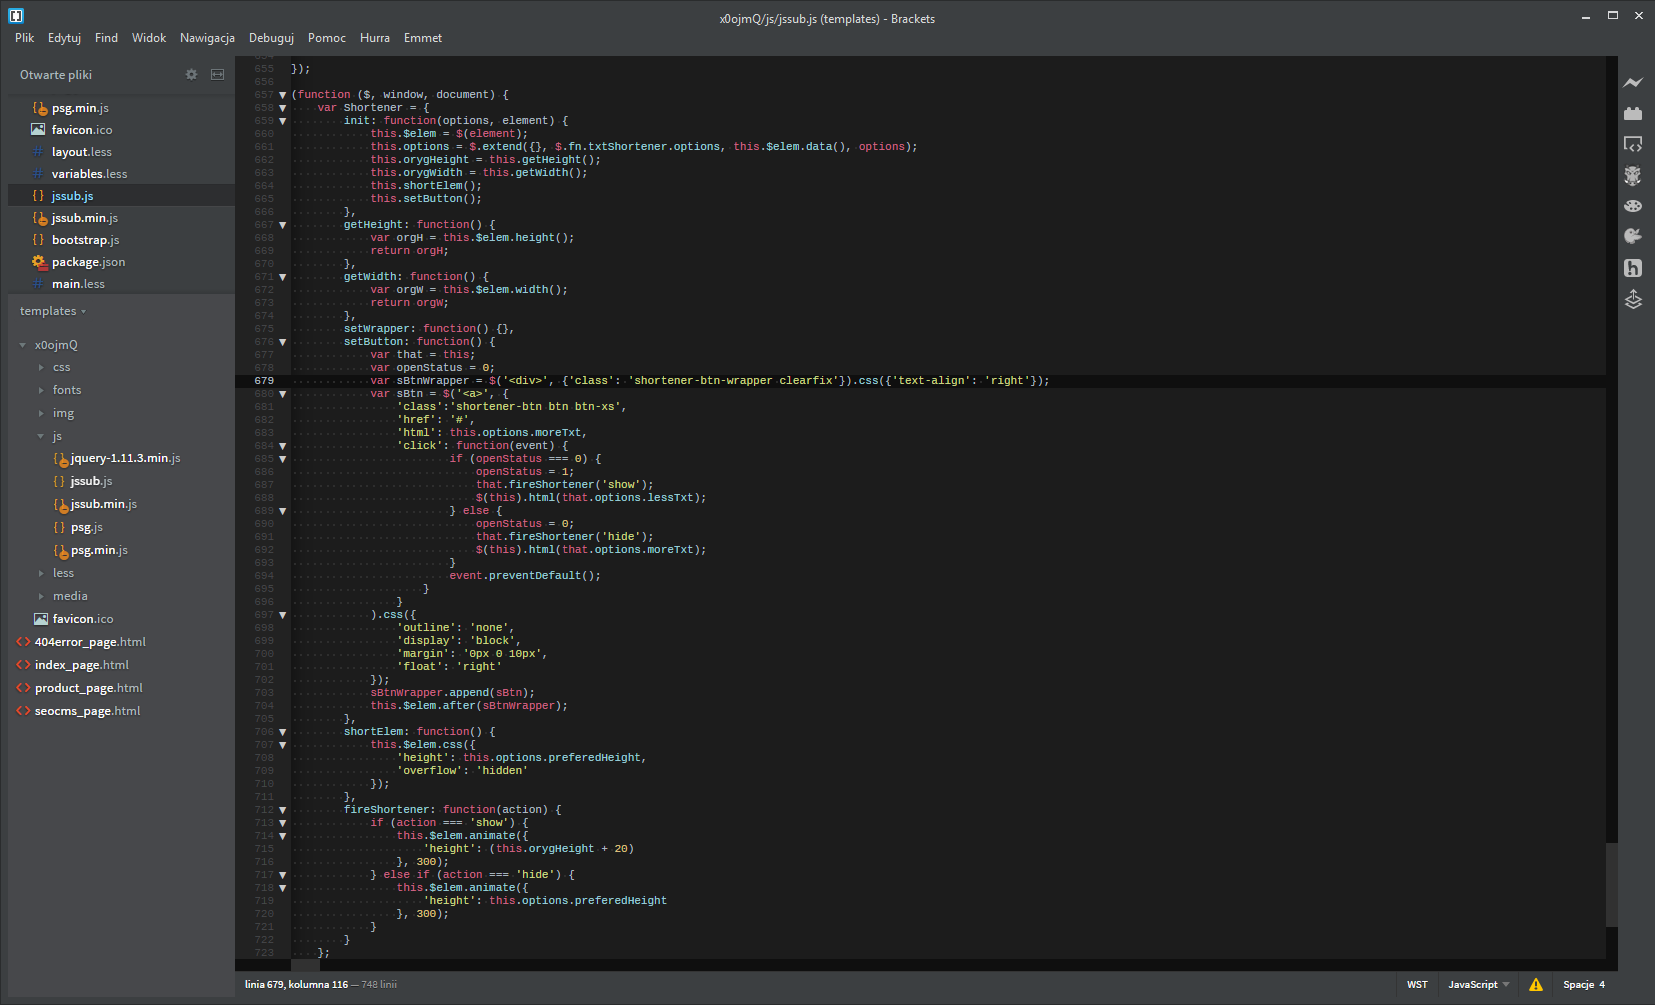 x0ojmQ/js/jssub.js (templates) - Brackets
Plik Edytuj Find Widok Nawigacja Debuguj Pomoc Hurra Emmet
Otwarte pliki
psg.min.js
favicon.ico
layout.less
variables.less
jssub.js
jssub.min.js
bootstrap.js
package.json
main.less
templates
x0ojmQ
css
fonts
img
js
jquery-1.11.3.min.js
jssub.js
jssub.min.js
psg.js
psg.min.js
less
media
favicon.ico
404error_page.html
index_page.html
product_page.html
seocms_page.html
655 });
656
657 (function ($, window, document) {
658 var Shortener = {
659 init: function(options, element) {
660 this.$elem = $(element);
661 this.options = $.extend({}, $.fn.txtShortener.options, this.$elem.data(), options);
662 this.orygHeight = this.getHeight();
663 this.orygWidth = this.getWidth();
664 this.shortElem();
665 this.setButton();
666 },
667 getHeight: function() {
668 var orgH = this.$elem.height();
669 return orgH;
670 },
671 getWidth: function() {
672 var orgW = this.$elem.width();
673 return orgW;
674 },
675 setWrapper: function() {},
676 setButton: function() {
677 var that = this;
678 var openStatus = 0;
679 var sBtnWrapper = $('<div>', {'class': 'shortener-btn-wrapper clearfix'}).css({'text-align': 'right'});
680 var sBtn = $('<a>', {
681 'class':'shortener-btn btn btn-xs',
682 'href': '#',
683 'html': this.options.moreTxt,
684 'click': function(event) {
685 if (openStatus === 0) {
686 openStatus = 1;
687 that.fireShortener('show');
688 $(this).html(that.options.lessTxt);
689 } else {
690 openStatus = 0;
691 that.fireShortener('hide');
692 $(this).html(that.options.moreTxt);
693 }
694 event.preventDefault();
695 }
696 }
697 ).css({
698 'outline': 'none',
699 'display': 'block',
700 'margin': '0px 0 10px',
701 'float': 'right'
702 });
703 sBtnWrapper.append(sBtn);
704 this.$elem.after(sBtnWrapper);
705 },
706 shortElem: function() {
707 this.$elem.css({
708 'height': this.options.preferedHeight,
709 'overflow': 'hidden'
710 });
711 },
712 fireShortener: function(action) {
713 if (action === 'show') {
714 this.$elem.animate({
715 'height': (this.orygHeight + 20)
716 }, 300);
717 } else if (action === 'hide') {
718 this.$elem.animate({
719 'height': this.options.preferedHeight
720 }, 300);
721 }
722 }
723 };
linia 679, kolumna 116 — 748 linii
WST JavaScript Spacje 4